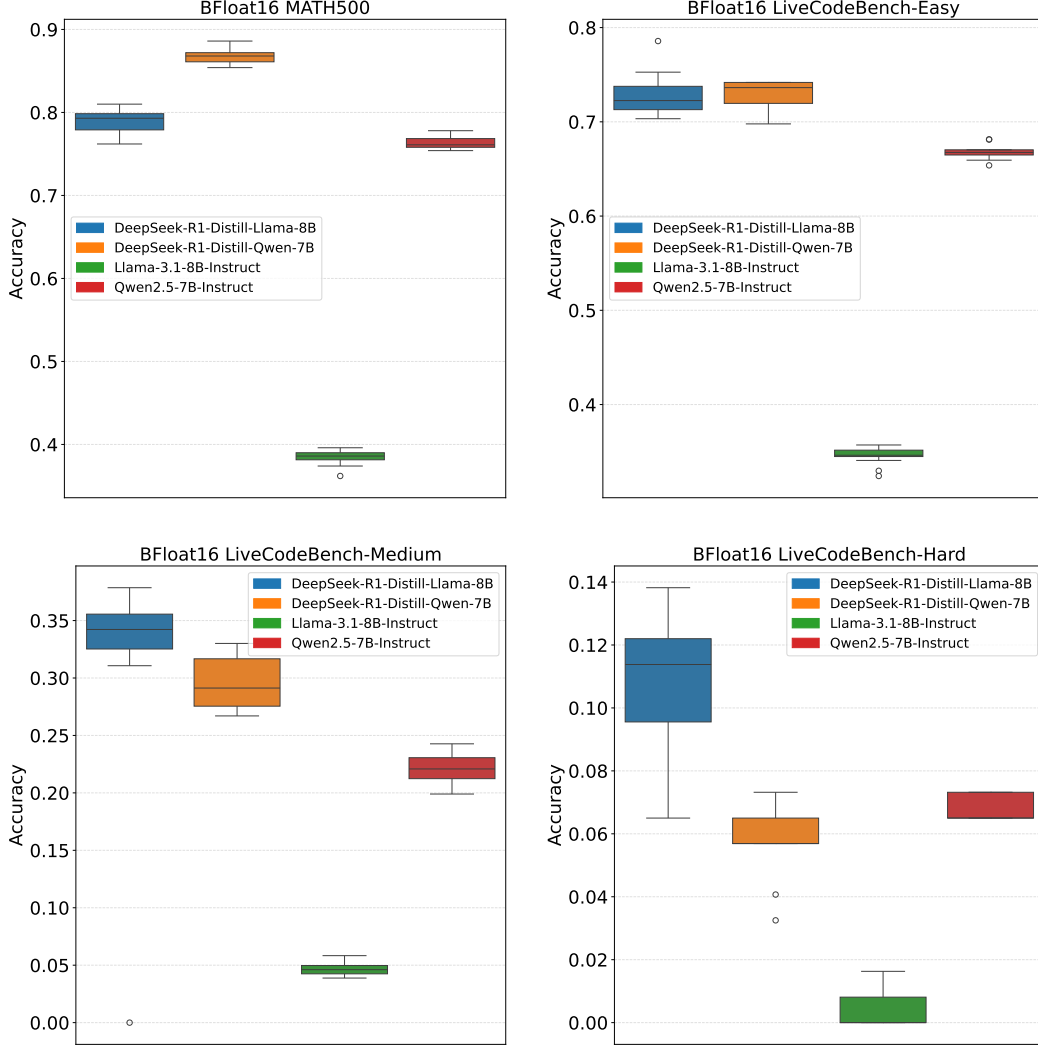 BFloat16 MATH500
0.9
0.8
0.7
0.6
0.5
0.4
Accuracy
DeepSeek-R1-Distill-Llama-8B
DeepSeek-R1-Distill-Qwen-7B
Llama-3.1-8B-Instruct
Qwen2.5-7B-Instruct
BFloat16 LiveCodeBench-Easy
0.8
0.7
0.6
0.5
0.4
Accuracy
DeepSeek-R1-Distill-Llama-8B
DeepSeek-R1-Distill-Qwen-7B
Llama-3.1-8B-Instruct
Qwen2.5-7B-Instruct
BFloat16 LiveCodeBench-Medium
0.35
0.30
0.25
0.20
0.15
0.10
0.05
0.00
Accuracy
DeepSeek-R1-Distill-Llama-8B
DeepSeek-R1-Distill-Qwen-7B
Llama-3.1-8B-Instruct
Qwen2.5-7B-Instruct
BFloat16 LiveCodeBench-Hard
0.14
0.12
0.10
0.08
0.06
0.04
0.02
0.00
Accuracy
DeepSeek-R1-Distill-Llama-8B
DeepSeek-R1-Distill-Qwen-7B
Llama-3.1-8B-Instruct
Qwen2.5-7B-Instruct